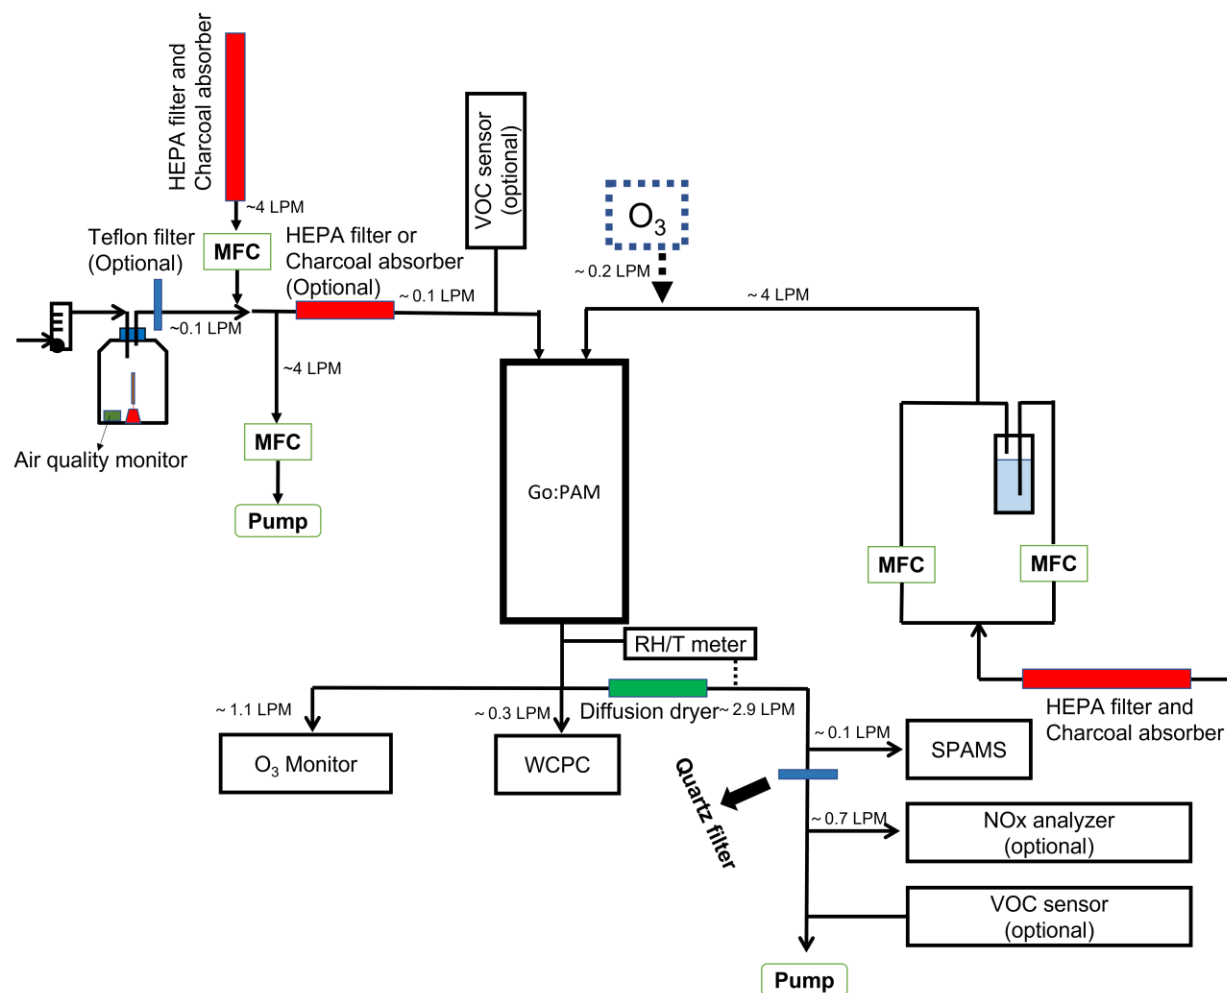 HEPA filter and
Charcoal absorber
~4 LPM
MFC
Teflon filter
(Optional)
HEPA filter or
Charcoal absorber
(Optional)
~0.1 LPM
~ 0.1 LPM
VOC sensor
(optional)
O3
~ 0.2 LPM
~4 LPM
~4 LPM
Air quality monitor
MFC
Pump
Go:PAM
MFC
MFC
HEPA filter and
Charcoal absorber
RH/T meter
Diffusion dryer
~ 2.9 LPM
~ 1.1 LPM
~ 0.3 LPM
O3 Monitor
WCPC
Quartz filter
~ 0.1 LPM
SPAMS
~ 0.7 LPM
NOx analyzer
(optional)
VOC sensor
(optional)
Pump